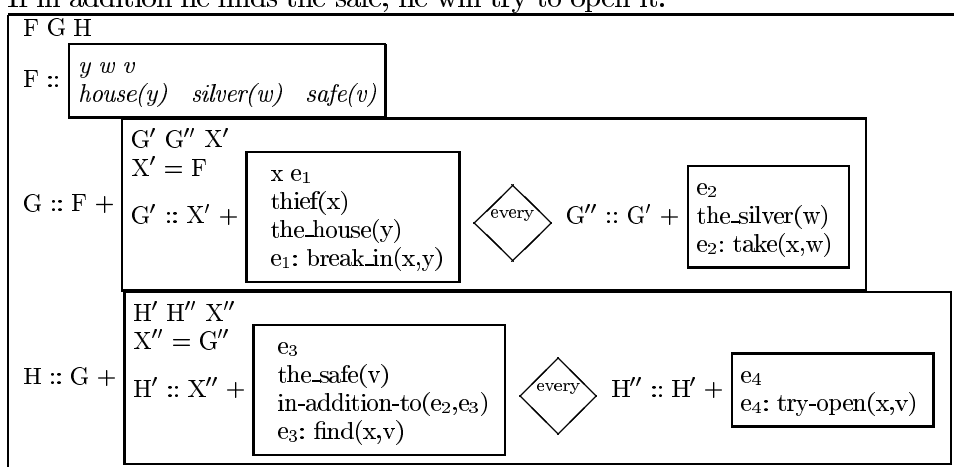 If in addition he finds the safe, he will try to open it.
F G H
F ::
y w v
house(y) silver(w) safe(v)
G :: F +
G′ G″ X′
X′ = F
G′ :: X′ +
x e₁
thief(x)
the_house(y)
e₁: break_in(x,y)
every
G″ :: G′ +
e₂
the_silver(w)
e₂: take(x,w)
H :: G +
H′ H″ X″
X″ = G″
H′ :: X″ +
e₃
the_safe(v)
in-addition-to(e₂,e₃)
e₃: find(x,v)
every
H″ :: H′ +
e₄
e₄: try-open(x,v)